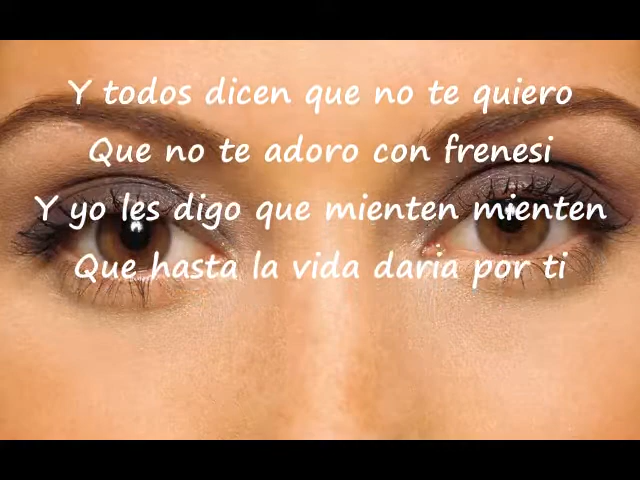 Y todos dicen que no te quiero
Que no te adoro con frenesi
Y yo les digo que mienten mienten
Que hasta la vida daria por ti